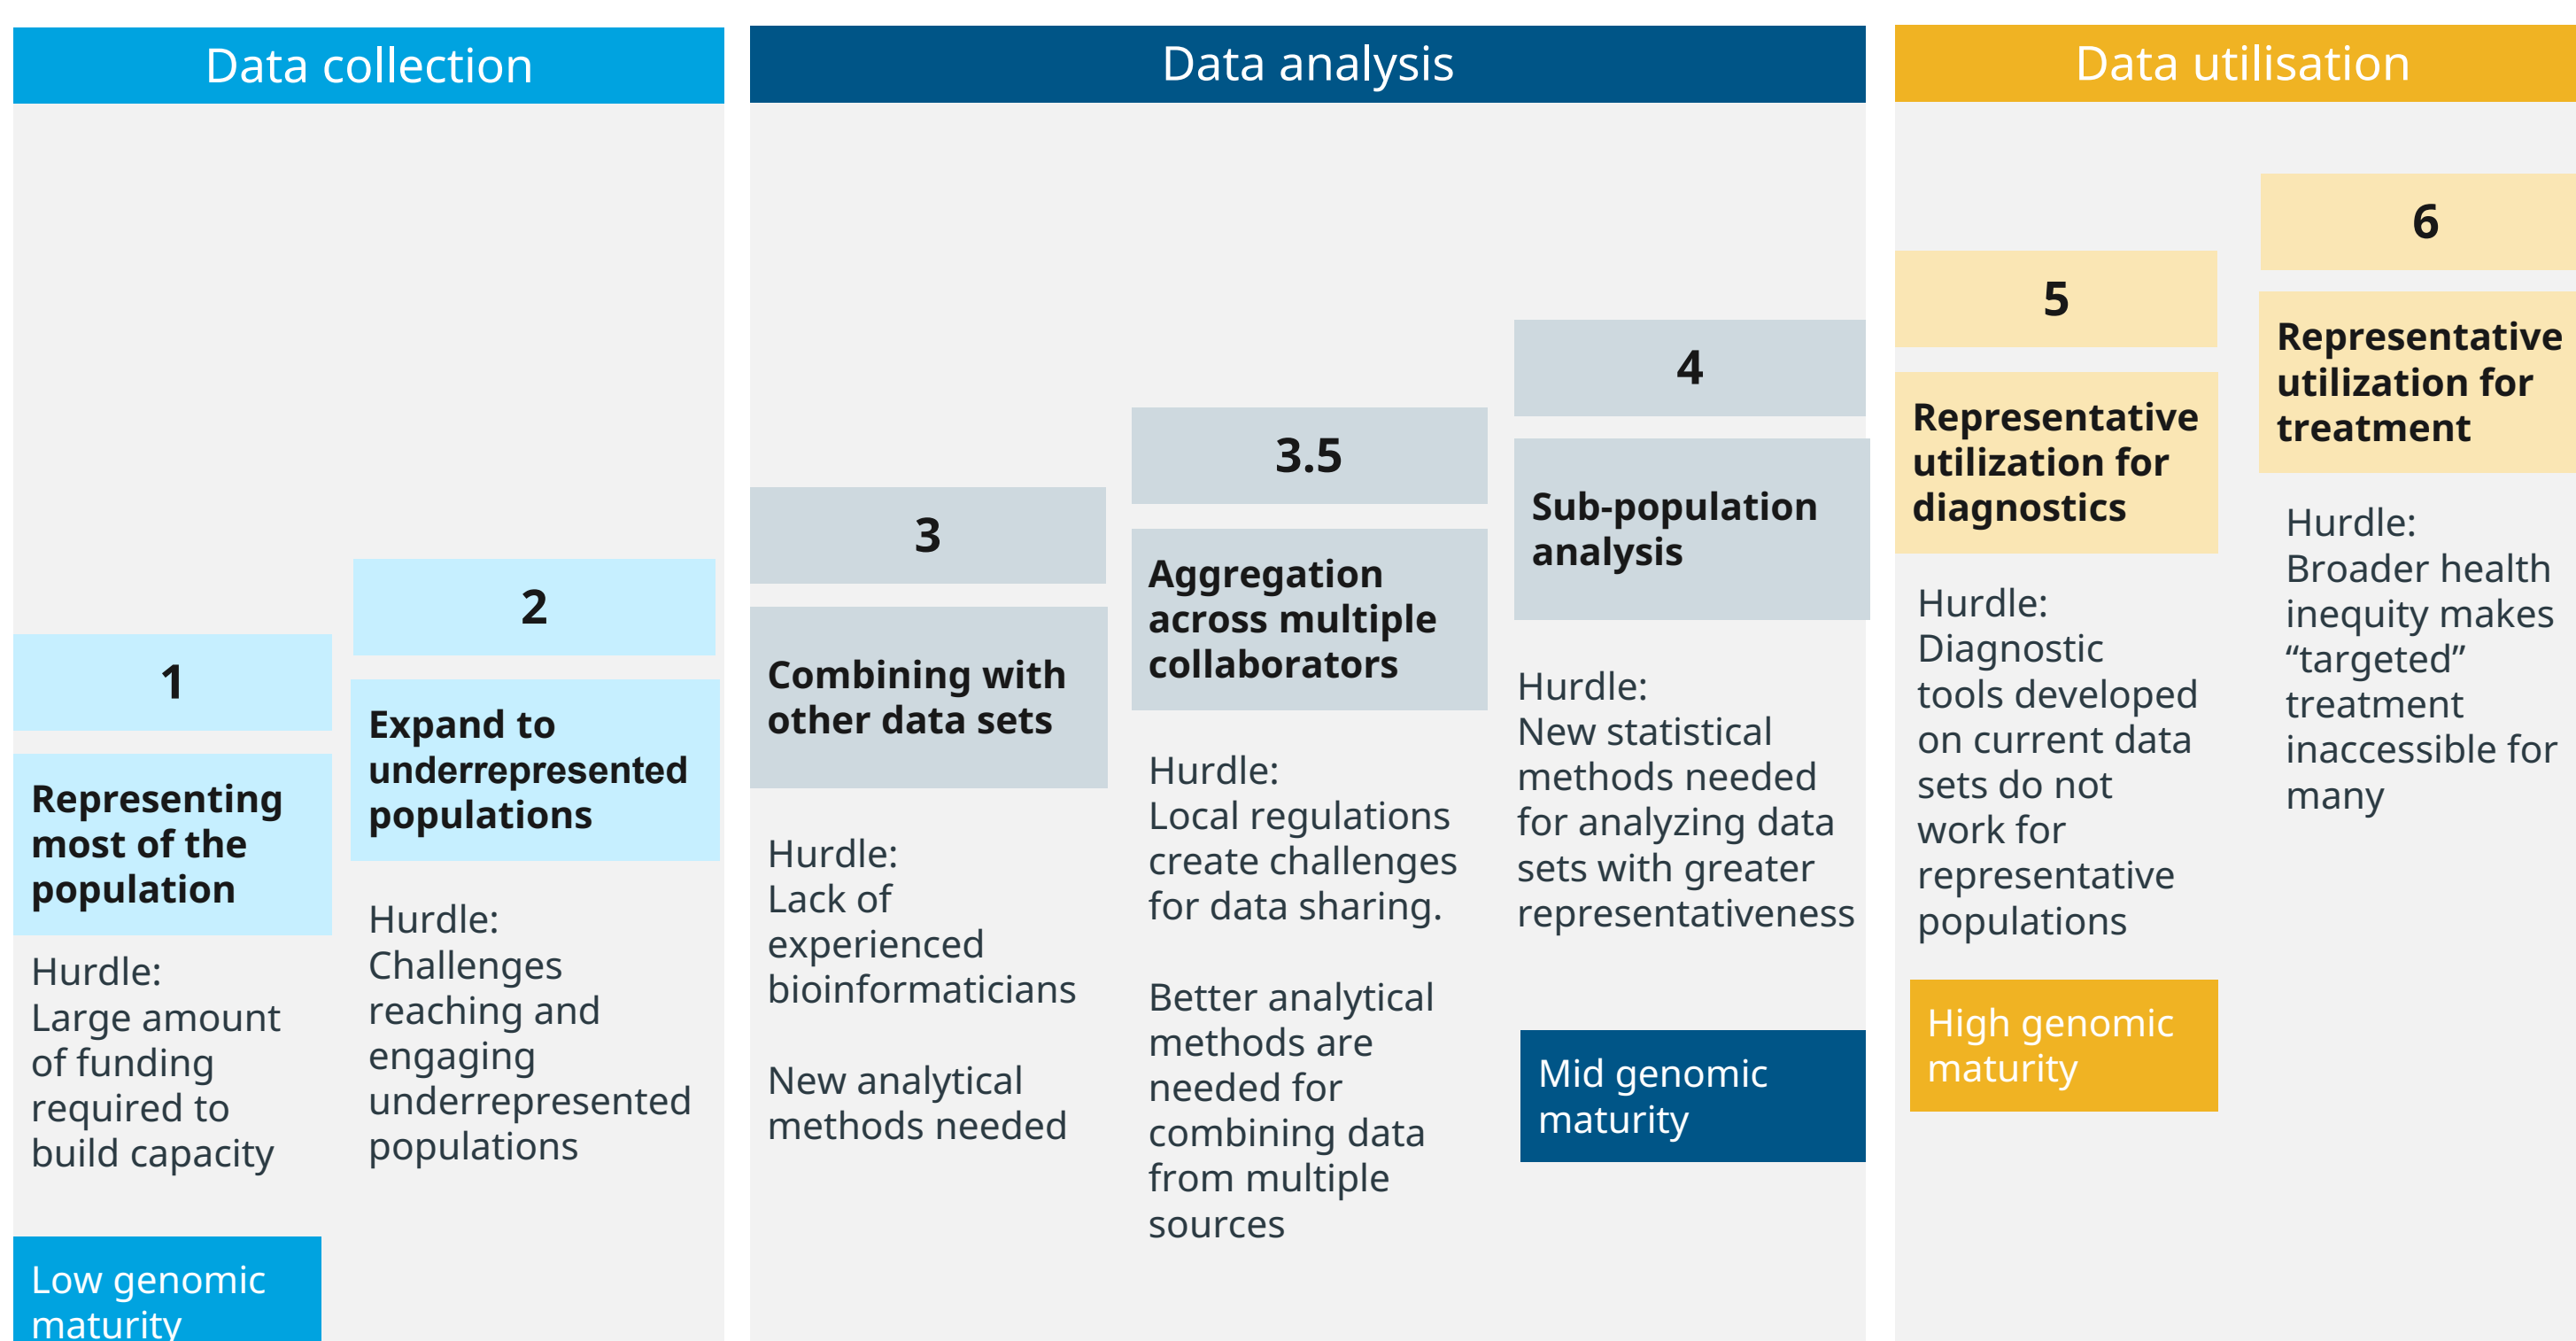 Data collection
1
Representing
most of the
population
Hurdle:
Large amount
of funding
required to
build capacity
Low genomic
maturity
2
Expand to
underrepresented
populations
Hurdle:
Challenges
reaching and
engaging
underrepresented
populations
Data analysis
3
Combining with
other data sets
Hurdle:
Lack of
experienced
bioinformaticians
New analytical
methods needed
3.5
Aggregation
across multiple
collaborators
Hurdle:
Local regulations
create challenges
for data sharing.
Better analytical
methods are
needed for
combining data
from multiple
sources
4
Sub-population
analysis
Hurdle:
New statistical
methods needed
for analyzing data
sets with greater
representativeness
Mid genomic
maturity
Data utilisation
5
Representative
utilization for
diagnostics
Hurdle:
Diagnostic
tools developed
on current data
sets do not
work for
representative
populations
High genomic
maturity
6
Representative
utilization for
treatment
Hurdle:
Broader health
inequity makes
“targeted”
treatment
inaccessible for
many